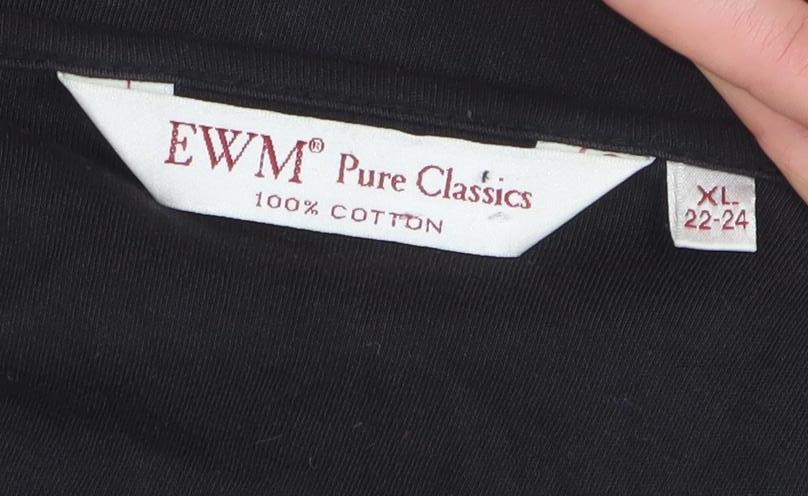 EWM® Pure Classics
100% COTTON
XL
22-24